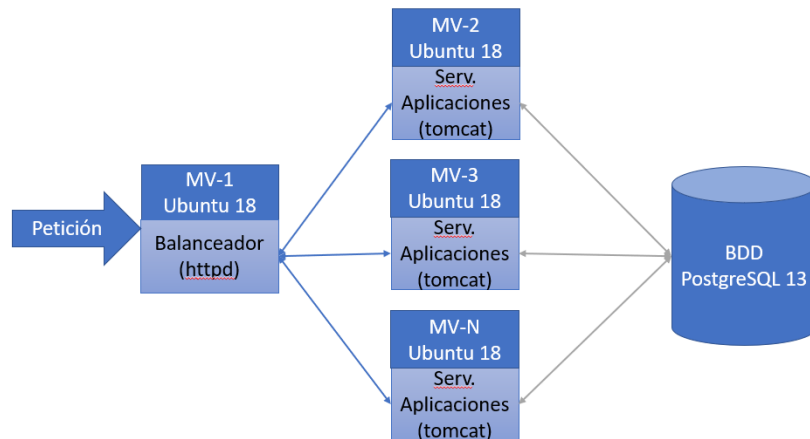 Petición
MV-1
Ubuntu 18
Balanceador
(httpd)
MV-2
Ubuntu 18
Serv.
Aplicaciones
(tomcat)
MV-3
Ubuntu 18
Serv.
Aplicaciones
(tomcat)
MV-N
Ubuntu 18
Serv.
Aplicaciones
(tomcat)
BDD
PostgreSQL 13